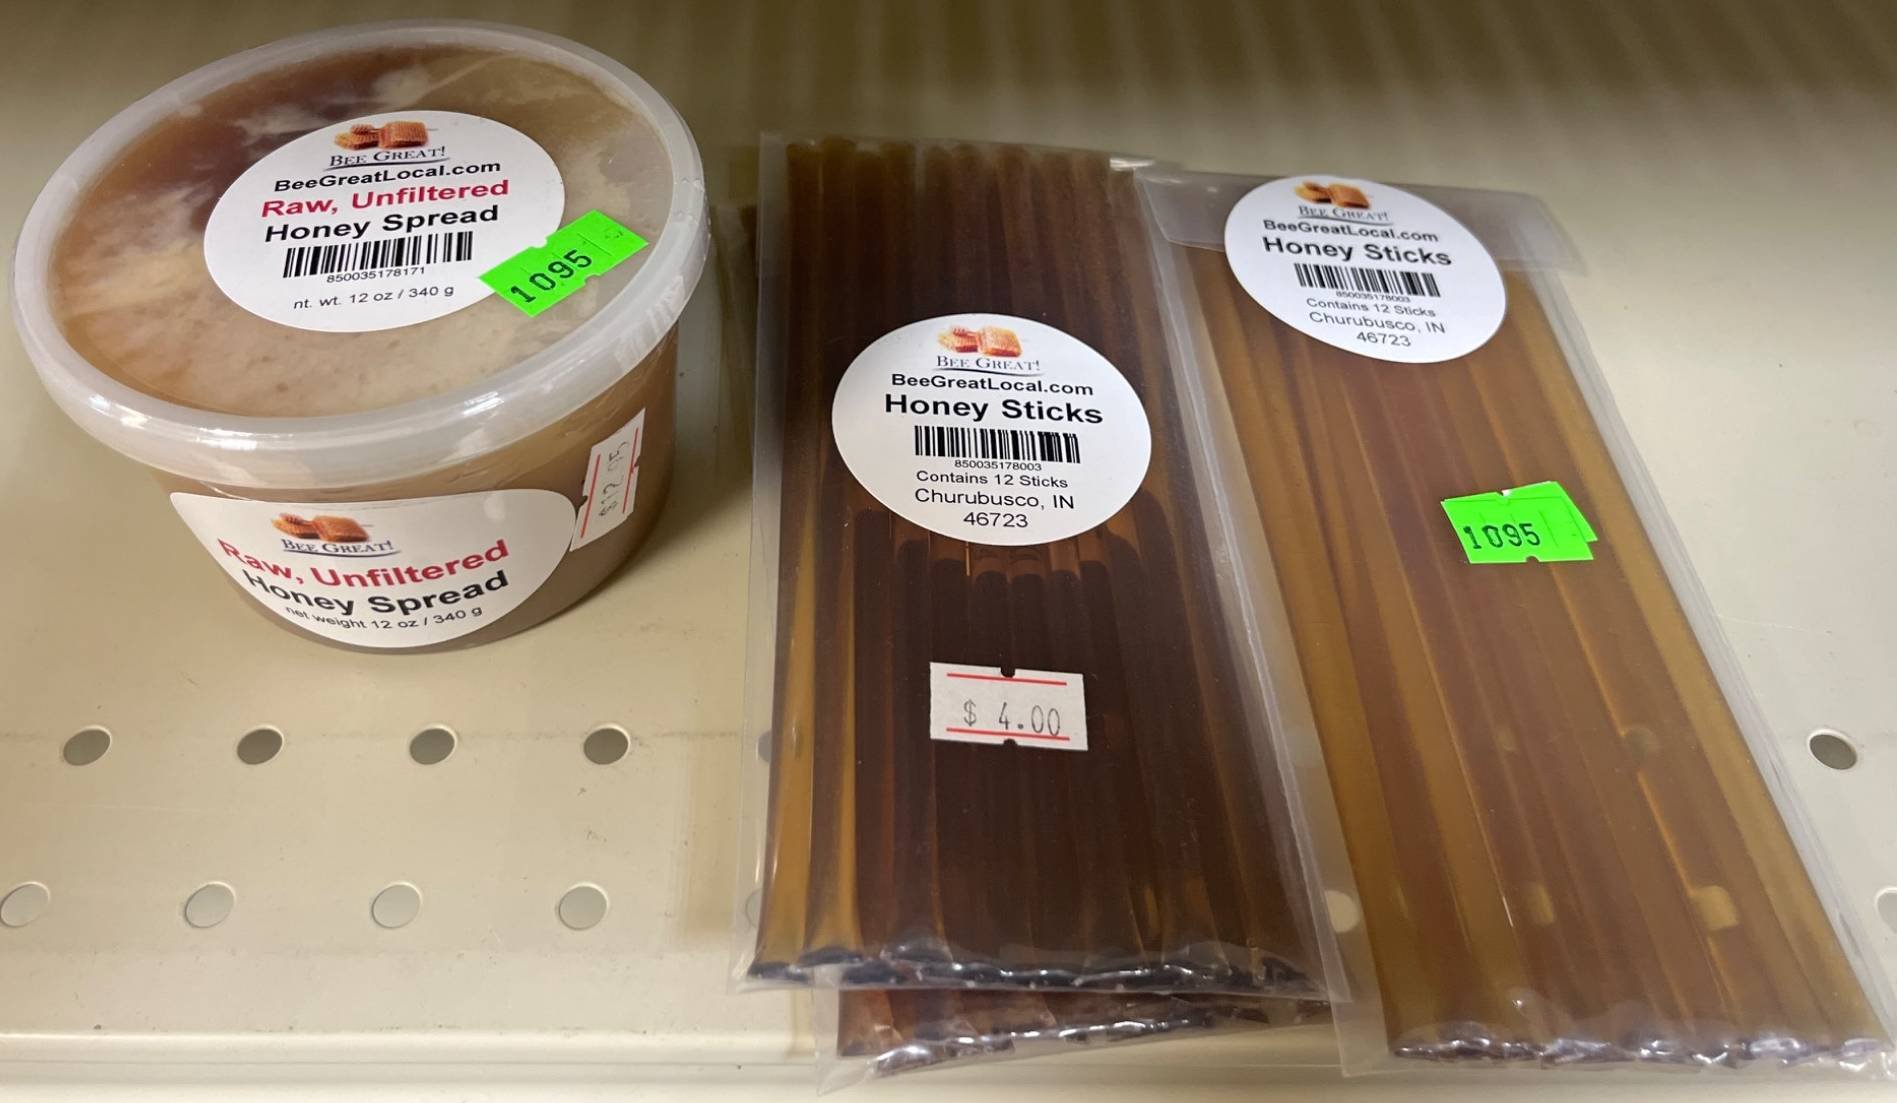 BEE GREAT!
BeeGreatLocal.com
Raw, Unfiltered
Honey Spread
850035178171
nt. wt. 12 oz / 340 g
1095
$12.95
BEE GREAT!
Raw, Unfiltered
Honey Spread
net weight 12 oz / 340 g
BEE GREAT!
BeeGreatLocal.com
Honey Sticks
850035178003
Contains 12 Sticks
Churubusco, IN
46723
$ 4.00
BEE GREAT!
BeeGreatLocal.com
Honey Sticks
850035178003
Contains 12 Sticks
Churubusco, IN
46723
1095